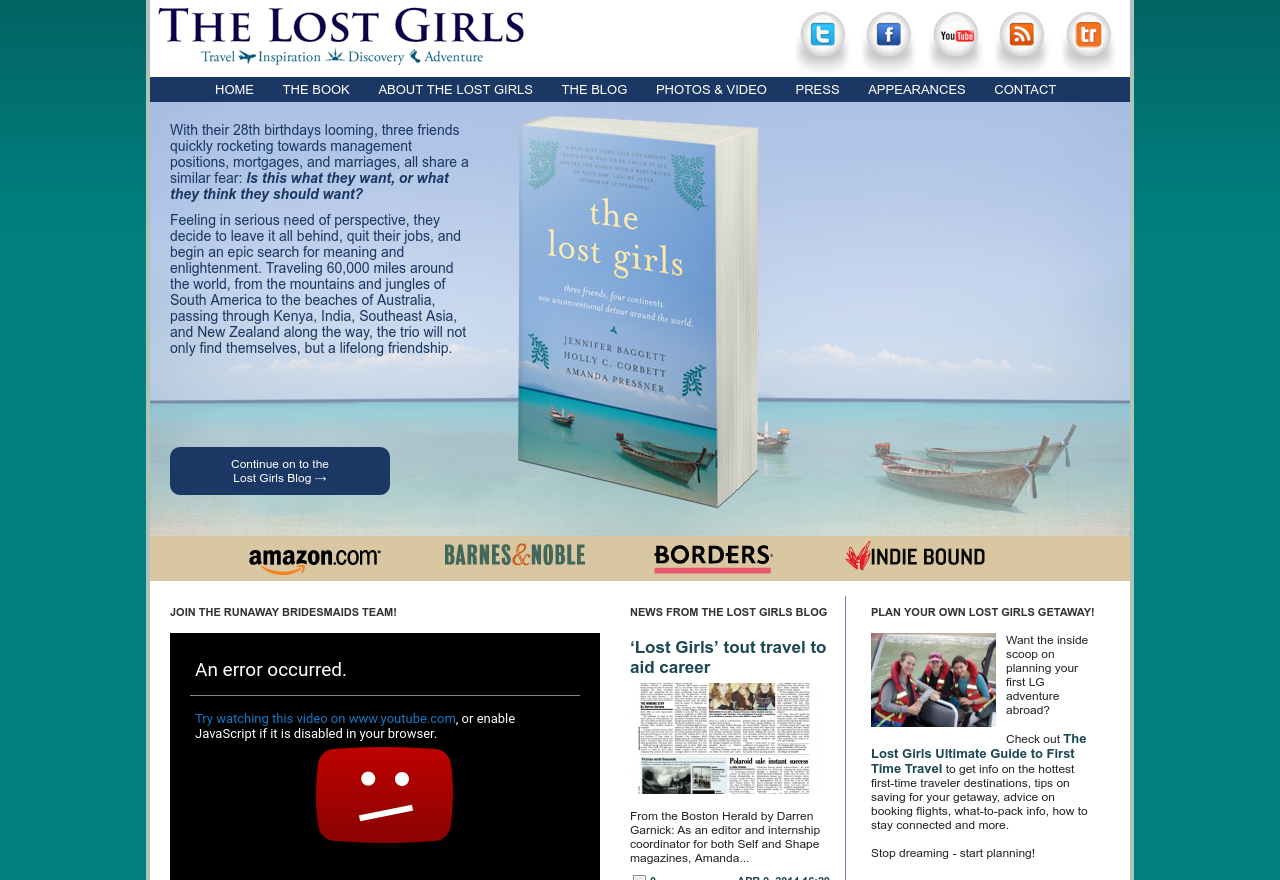 THE LOST GIRLS
Travel Inspiration Discovery Adventure
t f YouTube tr
HOME THE BOOK ABOUT THE LOST GIRLS THE BLOG PHOTOS & VIDEO PRESS APPEARANCES CONTACT
With their 28th birthdays looming, three friends
quickly rocketing towards management
positions, mortgages, and marriages, all share a
similar fear: Is this what they want, or what
they think they should want?
Feeling in serious need of perspective, they
decide to leave it all behind, quit their jobs, and
begin an epic search for meaning and
enlightenment. Traveling 60,000 miles around
the world, from the mountains and jungles of
South America to the beaches of Australia,
passing through Kenya, India, Southeast Asia,
and New Zealand along the way, the trio will not
only find themselves, but a lifelong friendship.
the
lost girls
three friends. four continents.
one unconventional detour around the world.
JENNIFER BAGGETT
HOLLY C. CORBETT
AMANDA PRESSNER
Continue on to the
Lost Girls Blog →
amazon.com BARNES&NOBLE BORDERS INDIE BOUND
JOIN THE RUNAWAY BRIDESMAIDS TEAM!
An error occurred.
Try watching this video on www.youtube.com, or enable
JavaScript if it is disabled in your browser.
NEWS FROM THE LOST GIRLS BLOG
‘Lost Girls’ tout travel to
aid career
Polaroid sale instant success
From the Boston Herald by Darren
Garnick: As an editor and internship
coordinator for both Self and Shape
magazines, Amanda...
PLAN YOUR OWN LOST GIRLS GETAWAY!
Want the inside
scoop on
planning your
first LG
adventure
abroad?
Check out The
Lost Girls Ultimate Guide to First
Time Travel to get info on the hottest
first-time traveler destinations, tips on
saving for your getaway, advice on
booking flights, what-to-pack info, how to
stay connected and more.
Stop dreaming - start planning!